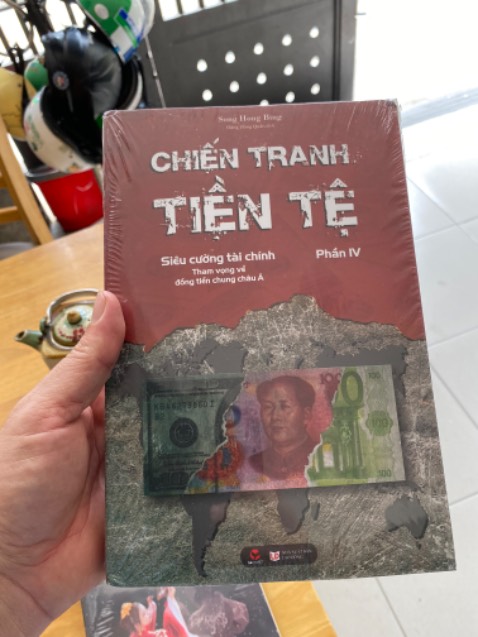 Song Hong Bing
CHIẾN TRANH
TIỀN TỆ
Siêu cường tài chính
Phần IV
Tham vọng về
đồng tiền chung châu Á